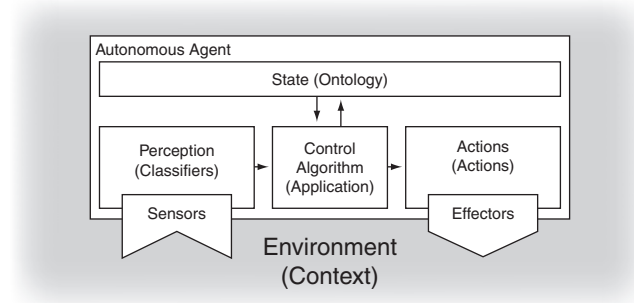 Autonomous Agent
State (Ontology)
Perception
(Classifiers)
Control
Algorithm
(Application)
Actions
(Actions)
Sensors
Effectors
Environment
(Context)